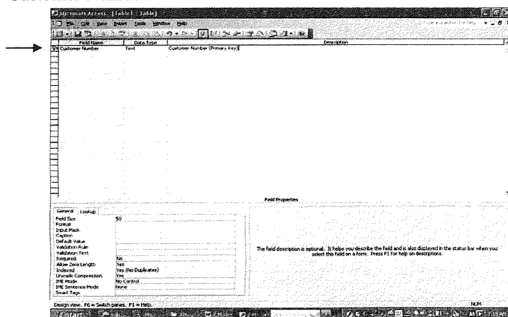 Microsoft Access - [Table1 : Table]
File Edit View Insert Tools Window Help
Field Name Data Type Description
Customer Number Text Customer Number (Primary Key)
Field Properties
General Lookup
Field Size 50
Format
Input Mask
Caption
Default Value
Validation Rule
Validation Text
Required No
Allow Zero Length Yes
Indexed Yes (No Duplicates)
Unicode Compression Yes
IME Mode No Control
IME Sentence Mode None
Smart Tags
The field description is optional. It helps you describe the field and is also displayed in the status bar when you
select this field on a form. Press F1 for help on descriptions.
Design view. F6 = Switch panes. F1 = Help. NUM
start